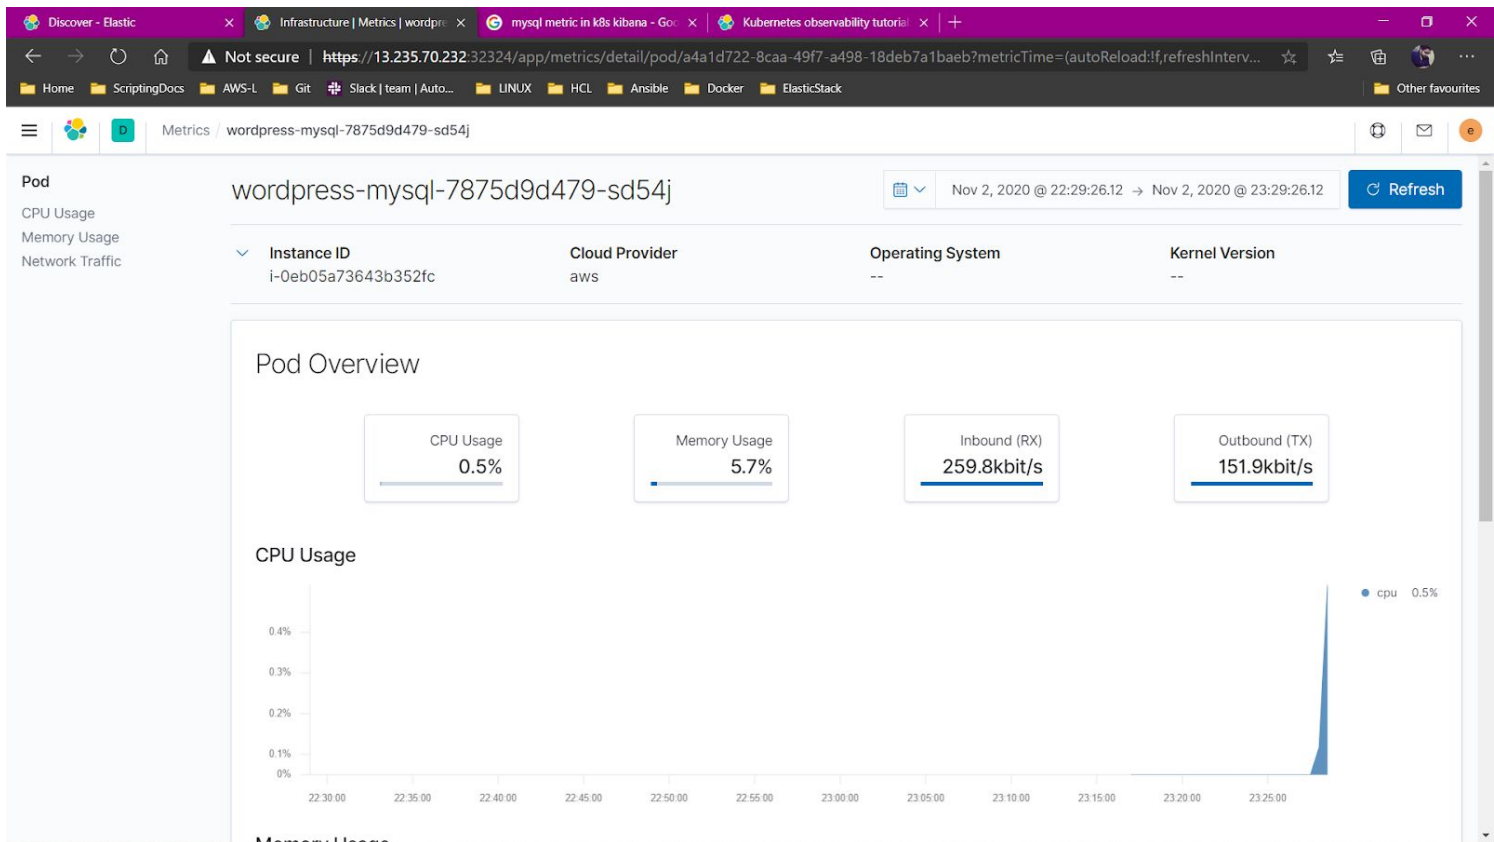 Discover - Elastic
Infrastructure | Metrics | wordpre
mysql metric in k8s kibana - Goo
Kubernetes observability tutorial
Not secure | https://13.235.70.232:32324/app/metrics/detail/pod/a4a1d722-8caa-49f7-a498-18deb7a1baeb?metricTime=(autoReload:!f,refreshInterv...
Home ScriptingDocs AWS-L Git Slack | team | Auto... LINUX HCL Ansible Docker ElasticStack Other favourites
D Metrics / wordpress-mysql-7875d9d479-sd54j e
Pod
CPU Usage
Memory Usage
Network Traffic
wordpress-mysql-7875d9d479-sd54j
Nov 2, 2020 @ 22:29:26.12 → Nov 2, 2020 @ 23:29:26.12
Refresh
Instance ID
i-0eb05a73643b352fc
Cloud Provider
aws
Operating System
--
Kernel Version
--
Pod Overview
CPU Usage
0.5%
Memory Usage
5.7%
Inbound (RX)
259.8kbit/s
Outbound (TX)
151.9kbit/s
CPU Usage
cpu 0.5%
0.4%
0.3%
0.2%
0.1%
0%
22:30:00 22:35:00 22:40:00 22:45:00 22:50:00 22:55:00 23:00:00 23:05:00 23:10:00 23:15:00 23:20:00 23:25:00
Memory Usage